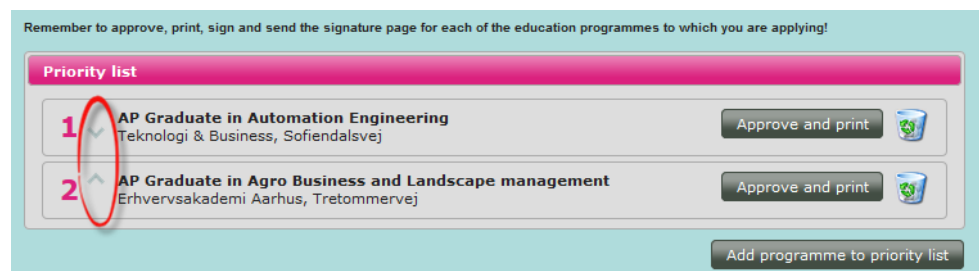 Remember to approve, print, sign and send the signature page for each of the education programmes to which you are applying!
Priority list
1 AP Graduate in Automation Engineering
Teknologi & Business, Sofiendalsvej
Approve and print
2 AP Graduate in Agro Business and Landscape management
Erhvervsakademi Aarhus, Tretommervej
Approve and print
Add programme to priority list